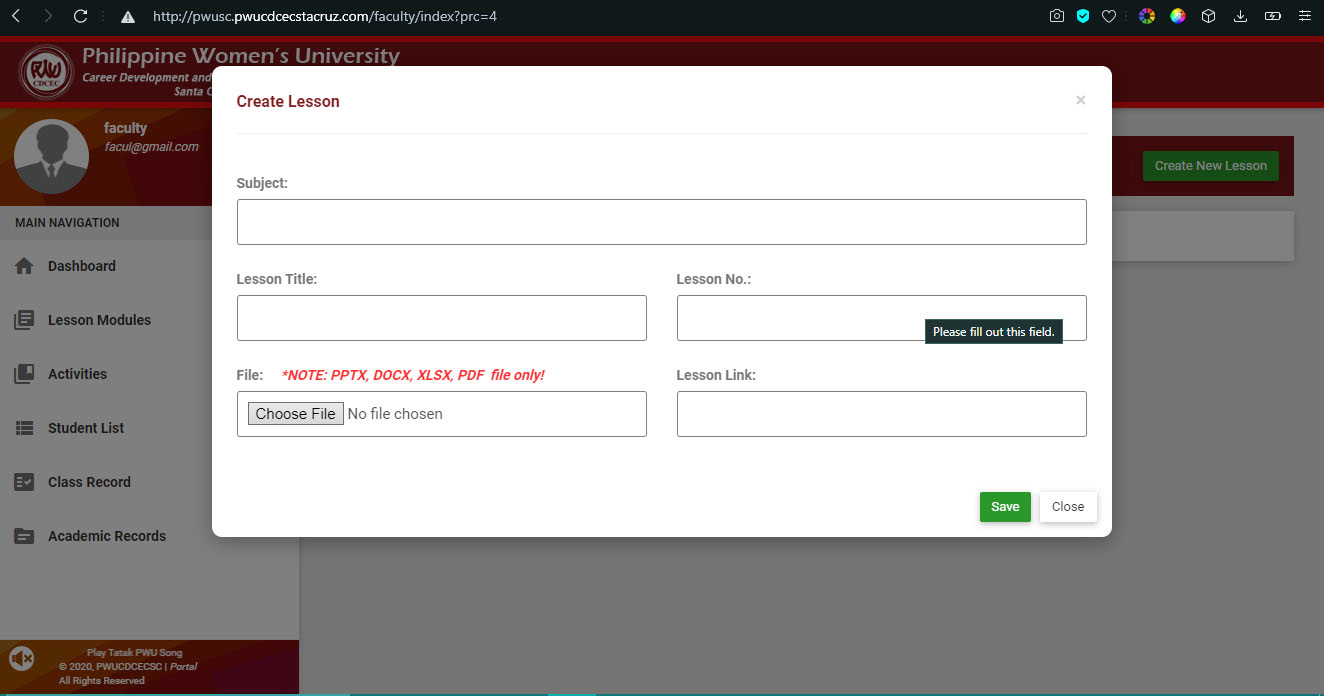 http://pwusc.pwucdcecstacruz.com/faculty/index?prc=4
Philippine Women's University
Career Development and
Santa C
CDCEC
faculty
facul@gmail.com
MAIN NAVIGATION
Dashboard
Lesson Modules
Activities
Student List
Class Record
Academic Records
Play Tatak PWU Song
© 2020, PWUCDCECSC | Portal
All Rights Reserved
Create New Lesson
Create Lesson
×
Subject:
Lesson Title:
Lesson No.:
Please fill out this field.
File: *NOTE: PPTX, DOCX, XLSX, PDF file only!
Lesson Link:
Choose File No file chosen
Save Close